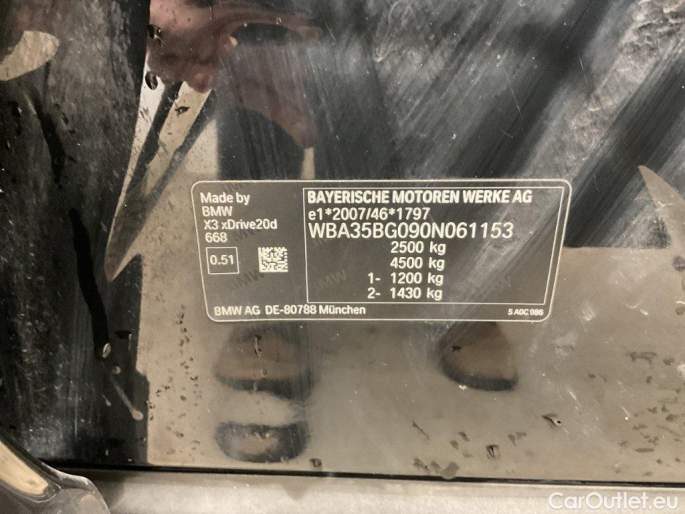 Made by
BMW
X3 xDrive20d
668
0.51
BAYERISCHE MOTOREN WERKE AG
e1*2007/46*1797
WBA35BG090N061153
2500 kg
4500 kg
1- 1200 kg
2- 1430 kg
BMW AG DE-80788 München
CarOutlet.eu